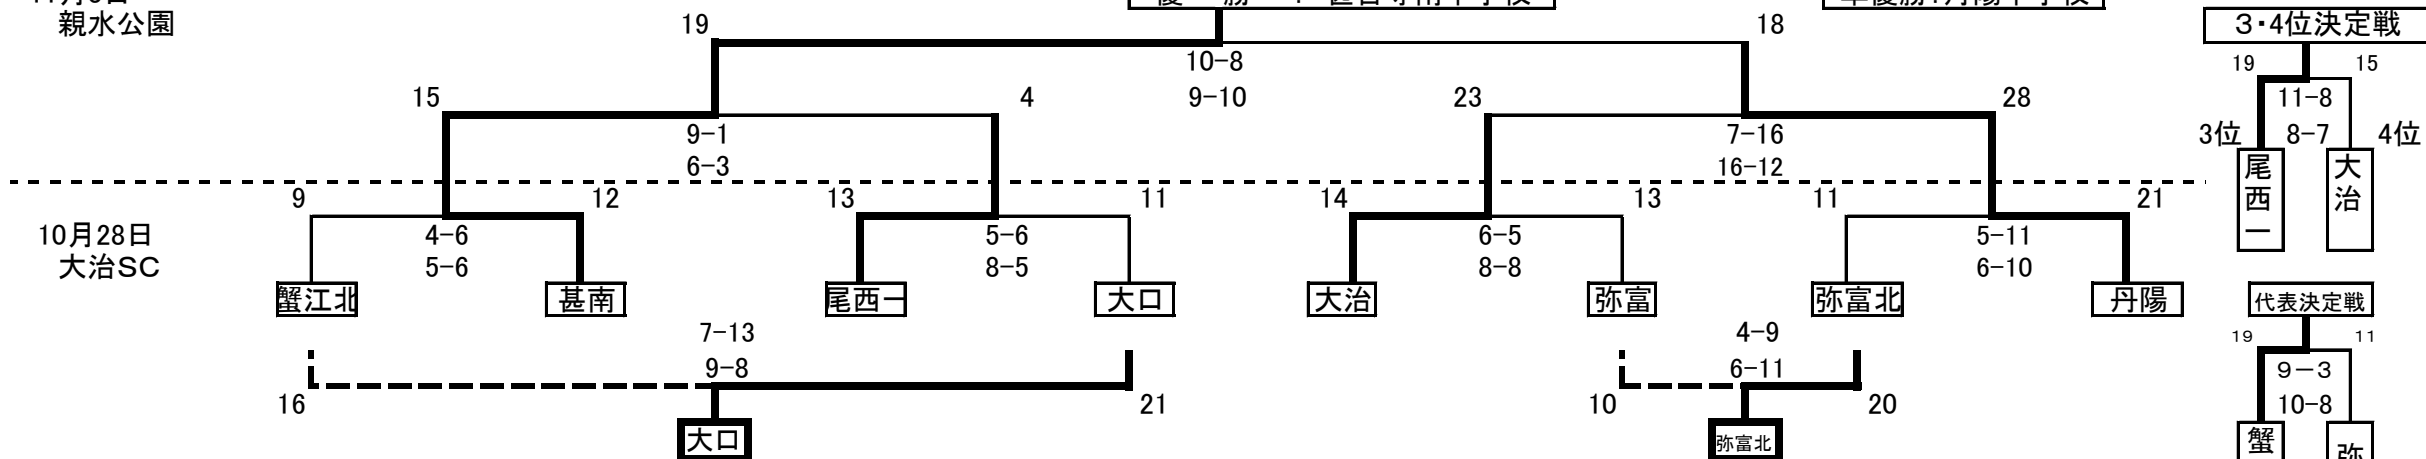 親水公園
３・４位決定戦
19
18
10-8
9-10
19
15
11-8
8-7
3位
4位
尾西一
大治
15
4
23
28
9-1
6-3
7-16
16-12
9
12
13
11
14
13
11
21
10月28日
大治SC
4-6
5-6
5-6
8-5
6-5
8-8
5-11
6-10
蟹江北
甚南
尾西一
大口
大治
弥富
弥富北
丹陽
代表決定戦
19
11
9-3
10-8
蟹
7-13
9-8
4-9
6-11
16
21
10
20
大口
弥富北